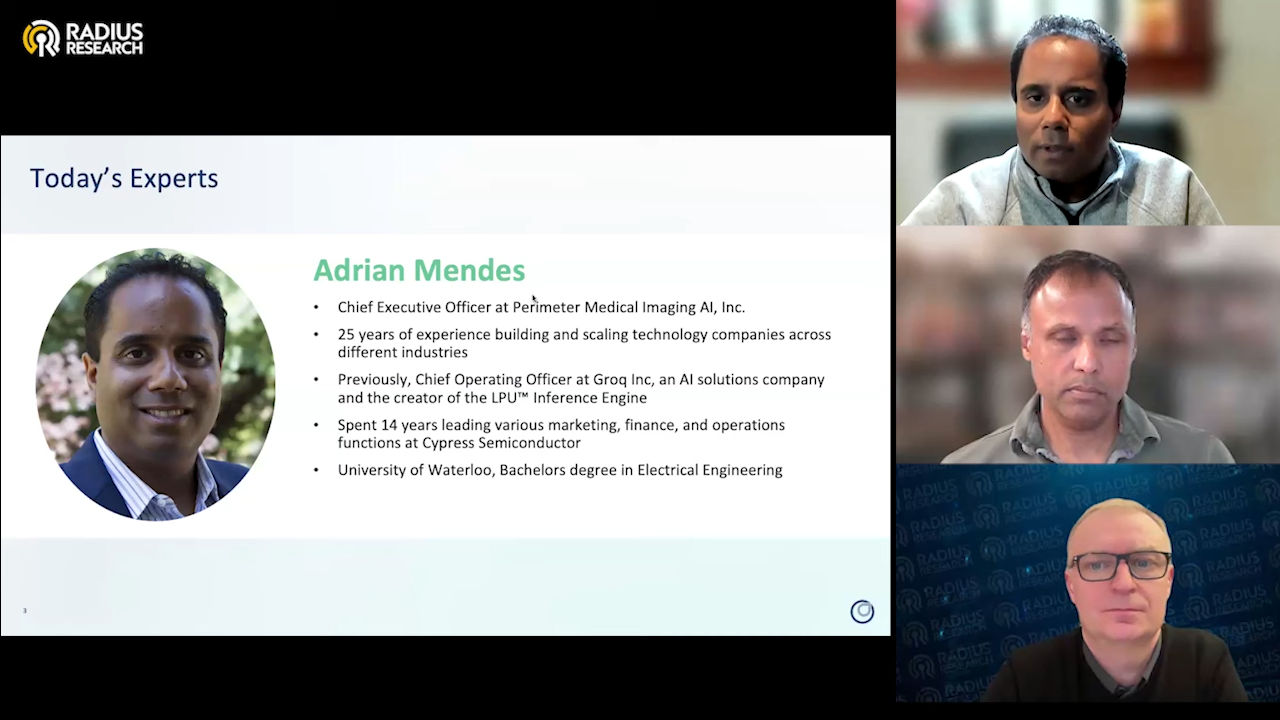 RADIUS
RESEARCH
Today's Experts
Adrian Mendes
• Chief Executive Officer at Perimeter Medical Imaging AI, Inc.
• 25 years of experience building and scaling technology companies across
different industries
• Previously, Chief Operating Officer at Groq Inc, an AI solutions company
and the creator of the LPU™ Inference Engine
• Spent 14 years leading various marketing, finance, and operations
functions at Cypress Semiconductor
• University of Waterloo, Bachelors degree in Electrical Engineering
3
RADIUS
RESEARCH